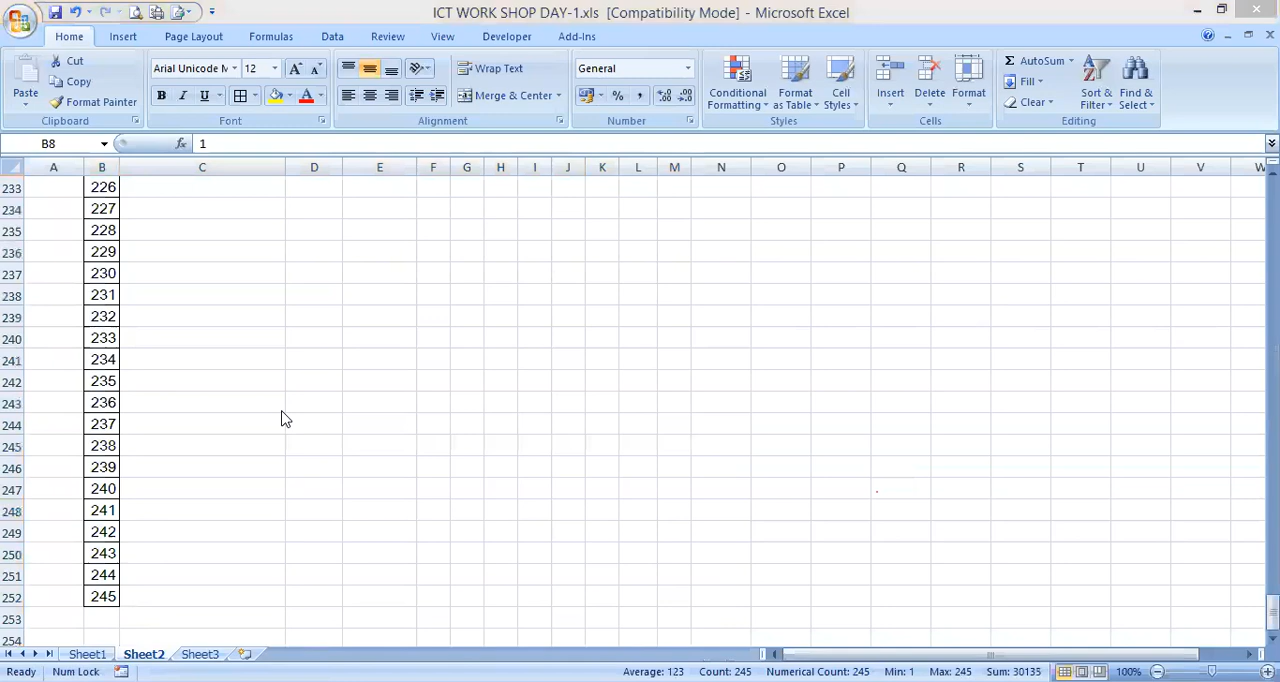 ICT WORK SHOP DAY-1.xls [Compatibility Mode] - Microsoft Excel
Home Insert Page Layout Formulas Data Review View Developer Add-Ins
Paste
Cut
Copy
Format Painter
Clipboard
Arial Unicode M 12 A A
B I U A
Font
Wrap Text
Merge & Center
Alignment
General
% ,
Number
Conditional Formatting
Format as Table
Cell Styles
Styles
Insert Delete Format
Cells
Σ AutoSum
Fill
Clear
Sort & Filter
Find & Select
Editing
B8 fx 1
A B C D E F G H I J K L M N O P Q R S T U V W
233 226
234 227
235 228
236 229
237 230
238 231
239 232
240 233
241 234
242 235
243 236
244 237
245 238
246 239
247 240
248 241
249 242
250 243
251 244
252 245
253
254
Sheet1 Sheet2 Sheet3
Ready Num Lock Average: 123 Count: 245 Numerical Count: 245 Min: 1 Max: 245 Sum: 30135 100%